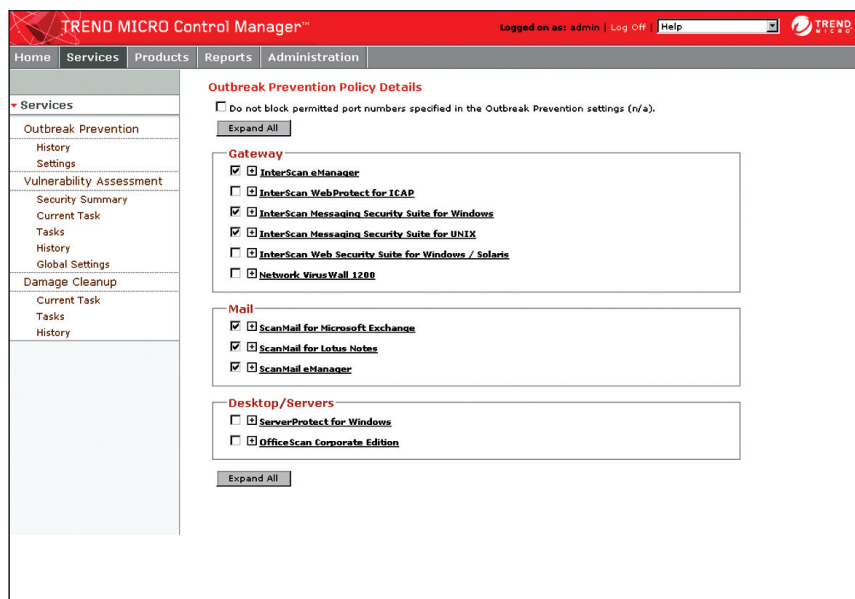 TREND MICRO Control Manager™
Logged on as: admin | Log Off | Help
TREND MICRO
Home Services Products Reports Administration
Services
Outbreak Prevention
History
Settings
Vulnerability Assessment
Security Summary
Current Task
Tasks
History
Global Settings
Damage Cleanup
Current Task
Tasks
History
Outbreak Prevention Policy Details
Do not block permitted port numbers specified in the Outbreak Prevention settings (n/a).
Expand All
Gateway
InterScan eManager
InterScan WebProtect for ICAP
InterScan Messaging Security Suite for Windows
InterScan Messaging Security Suite for UNIX
InterScan Web Security Suite for Windows / Solaris
Network VirusWall 1200
Mail
ScanMail for Microsoft Exchange
ScanMail for Lotus Notes
ScanMail eManager
Desktop/Servers
ServerProtect for Windows
OfficeScan Corporate Edition
Expand All